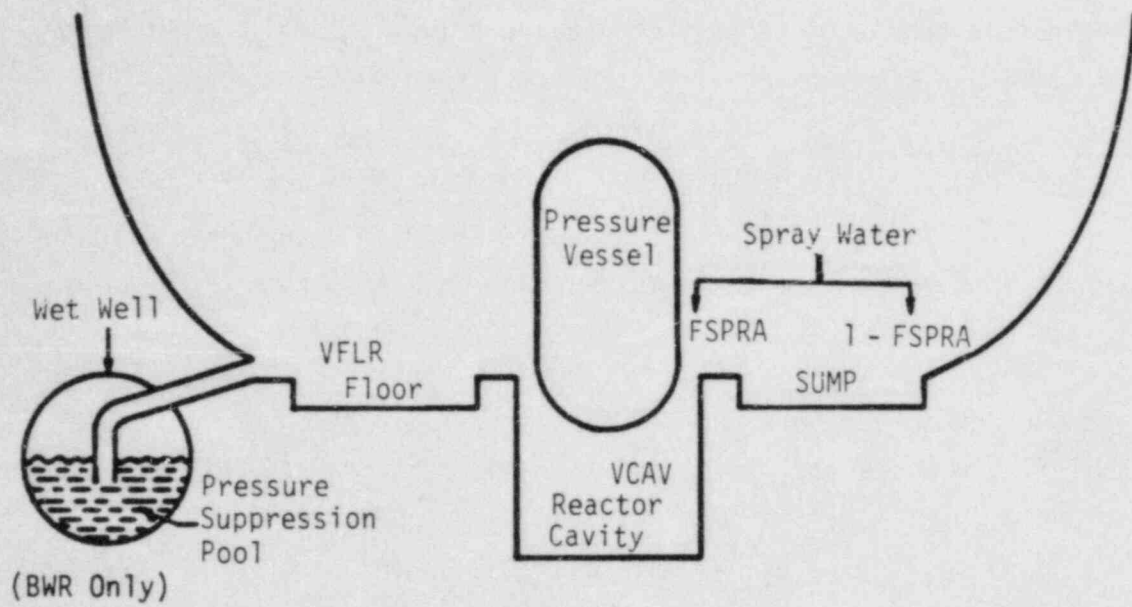 Pressure
Vessel
Spray Water
Wet Well
FSPRA
1 - FSPRA
VFLR
Floor
SUMP
VCAV
Reactor
Cavity
Pressure
Suppression
Pool
(BWR Only)